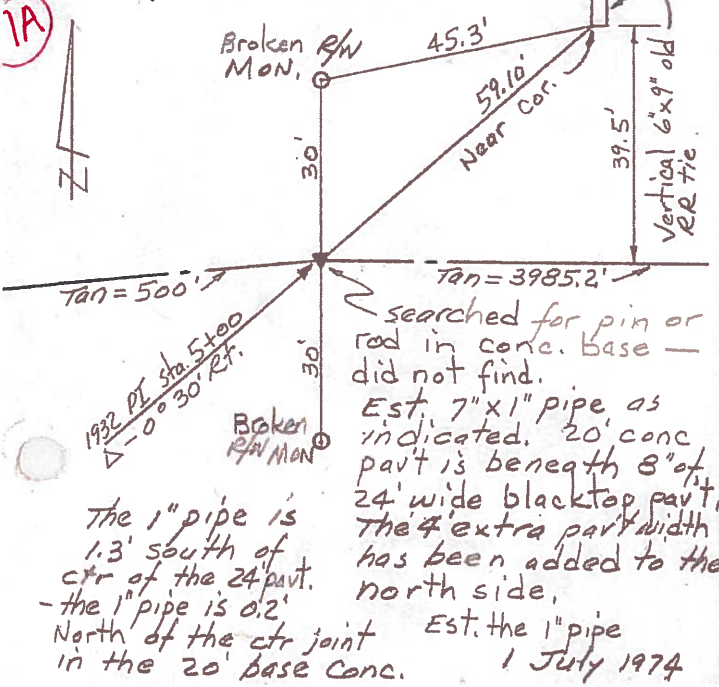 1A
Broken R/W
MON.
45.3'
59.10'
Near Cor.
39.5'
Vertical 6"x9" old
RR tie.
N
30'
Tan = 500'
Tan = 3985.2'
1932 PI sta. 5+00
Δ - 0° 30' Rt.
30'
Broken
R/W MON
searched for pin or
rod in conc. base —
did not find.
Est. 7" x 1" pipe as
indicated. 20' conc
pav't is beneath 8" of
24' wide blacktop pav't.
The 4' extra pav't width
has been added to the
north side.
Est. the 1" pipe
1 July 1974
The 1" pipe is
1.3' south of
ctr of the 24' pavt.
- the 1" pipe is 0.2'
North of the ctr joint
in the 20' base Conc.